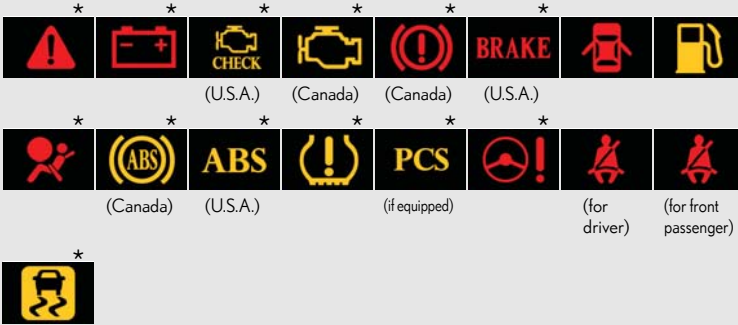 * * * * * *
CHECK BRAKE
(U.S.A.) (Canada) (Canada) (U.S.A.)
* * * * * *
ABS ABS PCS
(Canada) (U.S.A.) (if equipped) (for driver) (for front passenger)
*